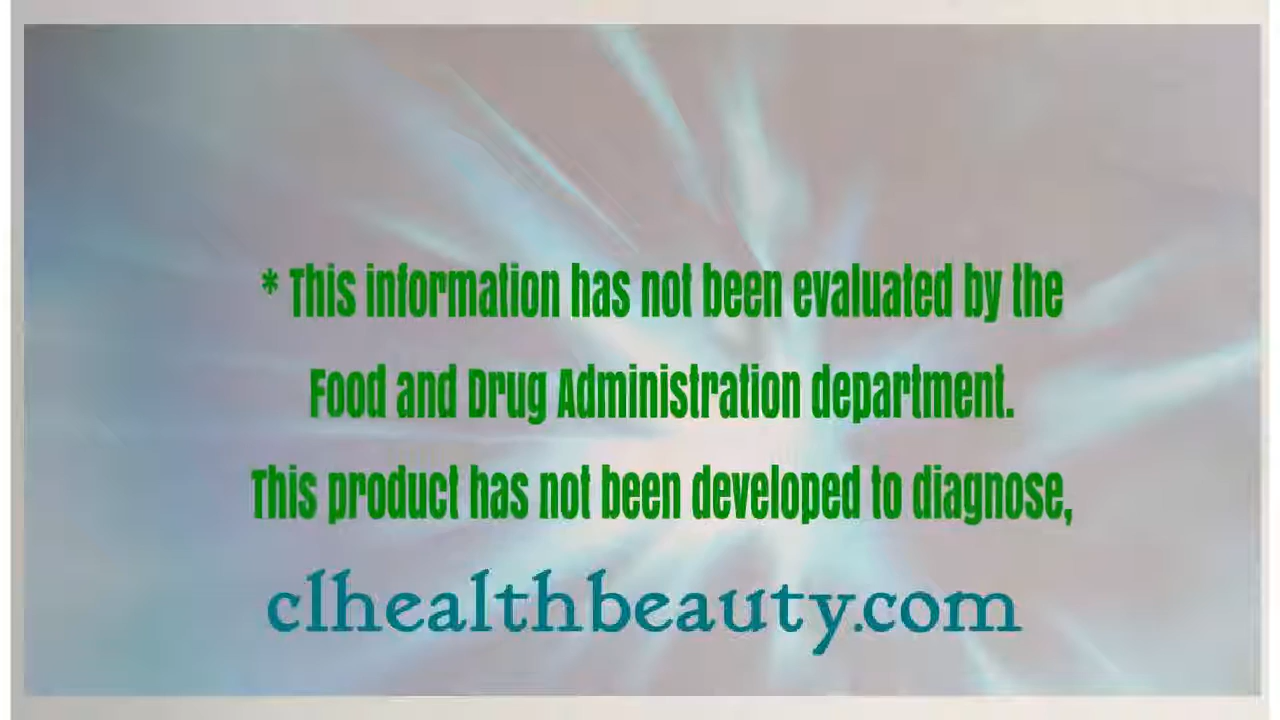 * This information has not been evaluated by the
Food and Drug Administration department.
This product has not been developed to diagnose,
clhealthbeauty.com